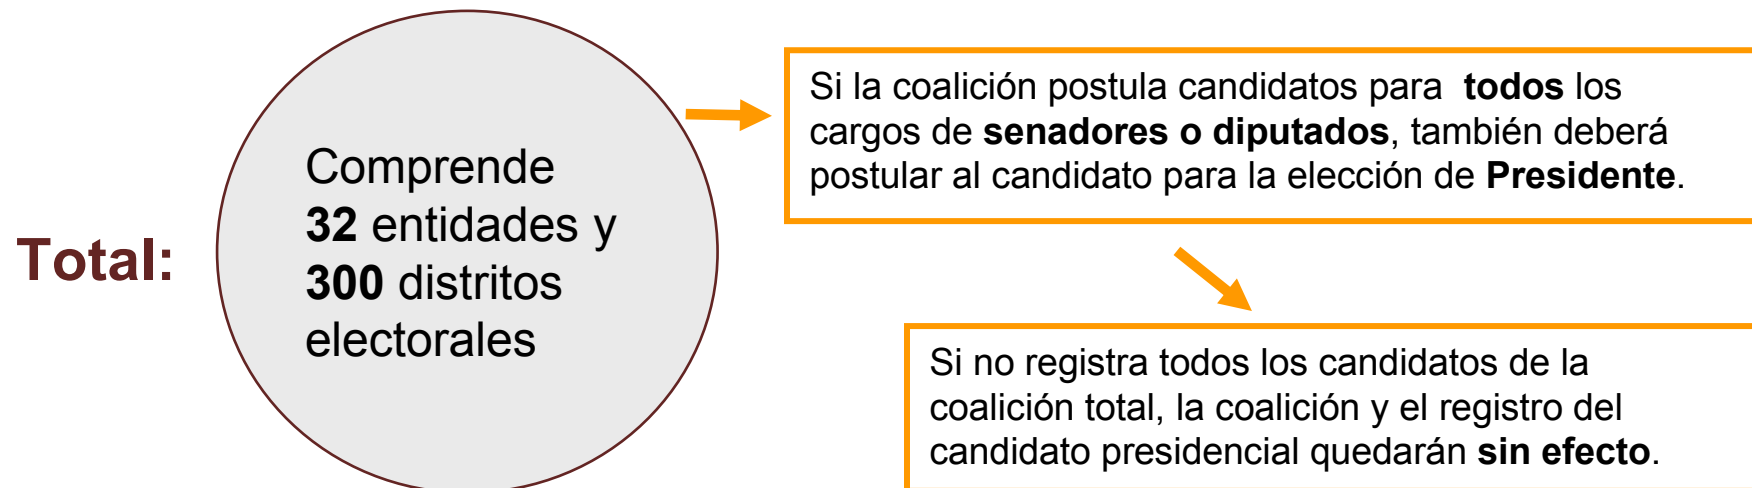 Total:
Comprende
32 entidades y
300 distritos
electorales
Si la coalición postula candidatos para todos los
cargos de senadores o diputados, también deberá
postular al candidato para la elección de Presidente.
Si no registra todos los candidatos de la
coalición total, la coalición y el registro del
candidato presidencial quedarán sin efecto.